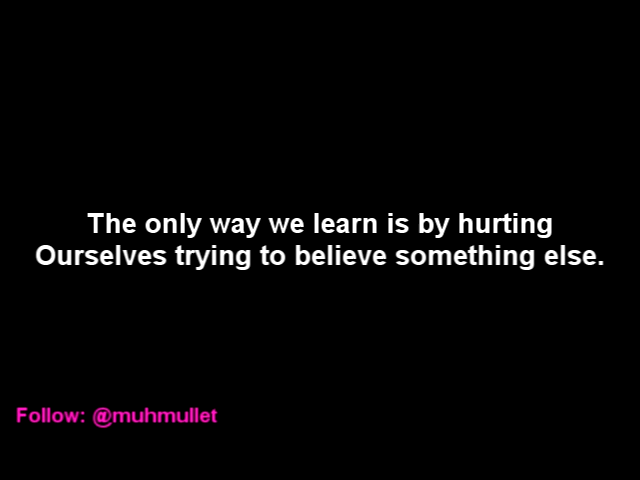 The only way we learn is by hurting
Ourselves trying to believe something else.
Follow: @muhmullet